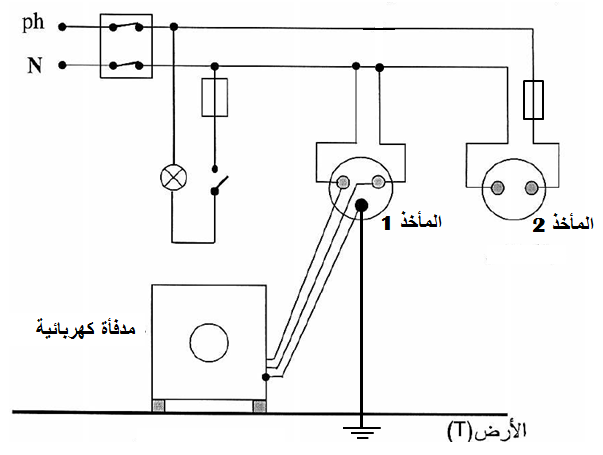 ph
N
المأخذ 1
المأخذ 2
مدفأة كهربائية
الأرض(T)